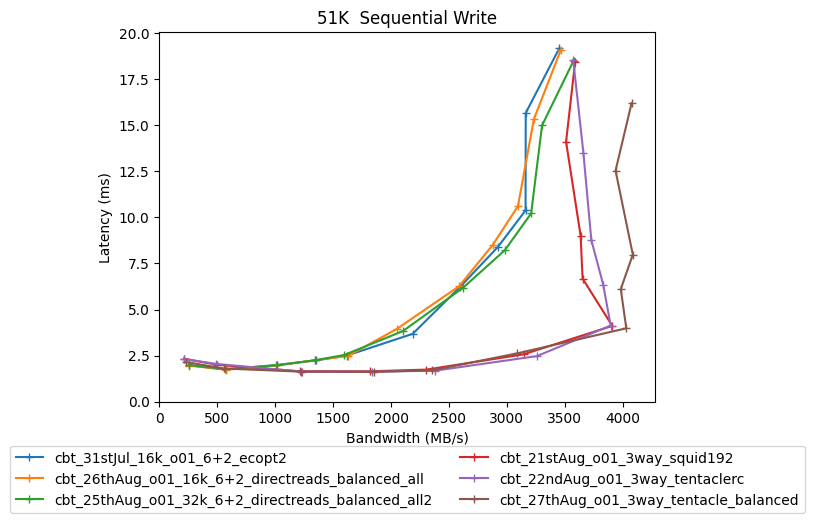 51K  Sequential Write
20.0
17.5
15.0
12.5
10.0
7.5
5.0
2.5
0.0
Latency (ms)
0
500
1000
1500
2000
2500
3000
3500
4000
Bandwidth (MB/s)
cbt_31stJul_16k_o01_6+2_ecopt2
cbt_26thAug_o01_16k_6+2_directreads_balanced_all
cbt_25thAug_o01_32k_6+2_directreads_balanced_all2
cbt_21stAug_o01_3way_squid192
cbt_22ndAug_o01_3way_tentaclerc
cbt_27thAug_o01_3way_tentacle_balanced